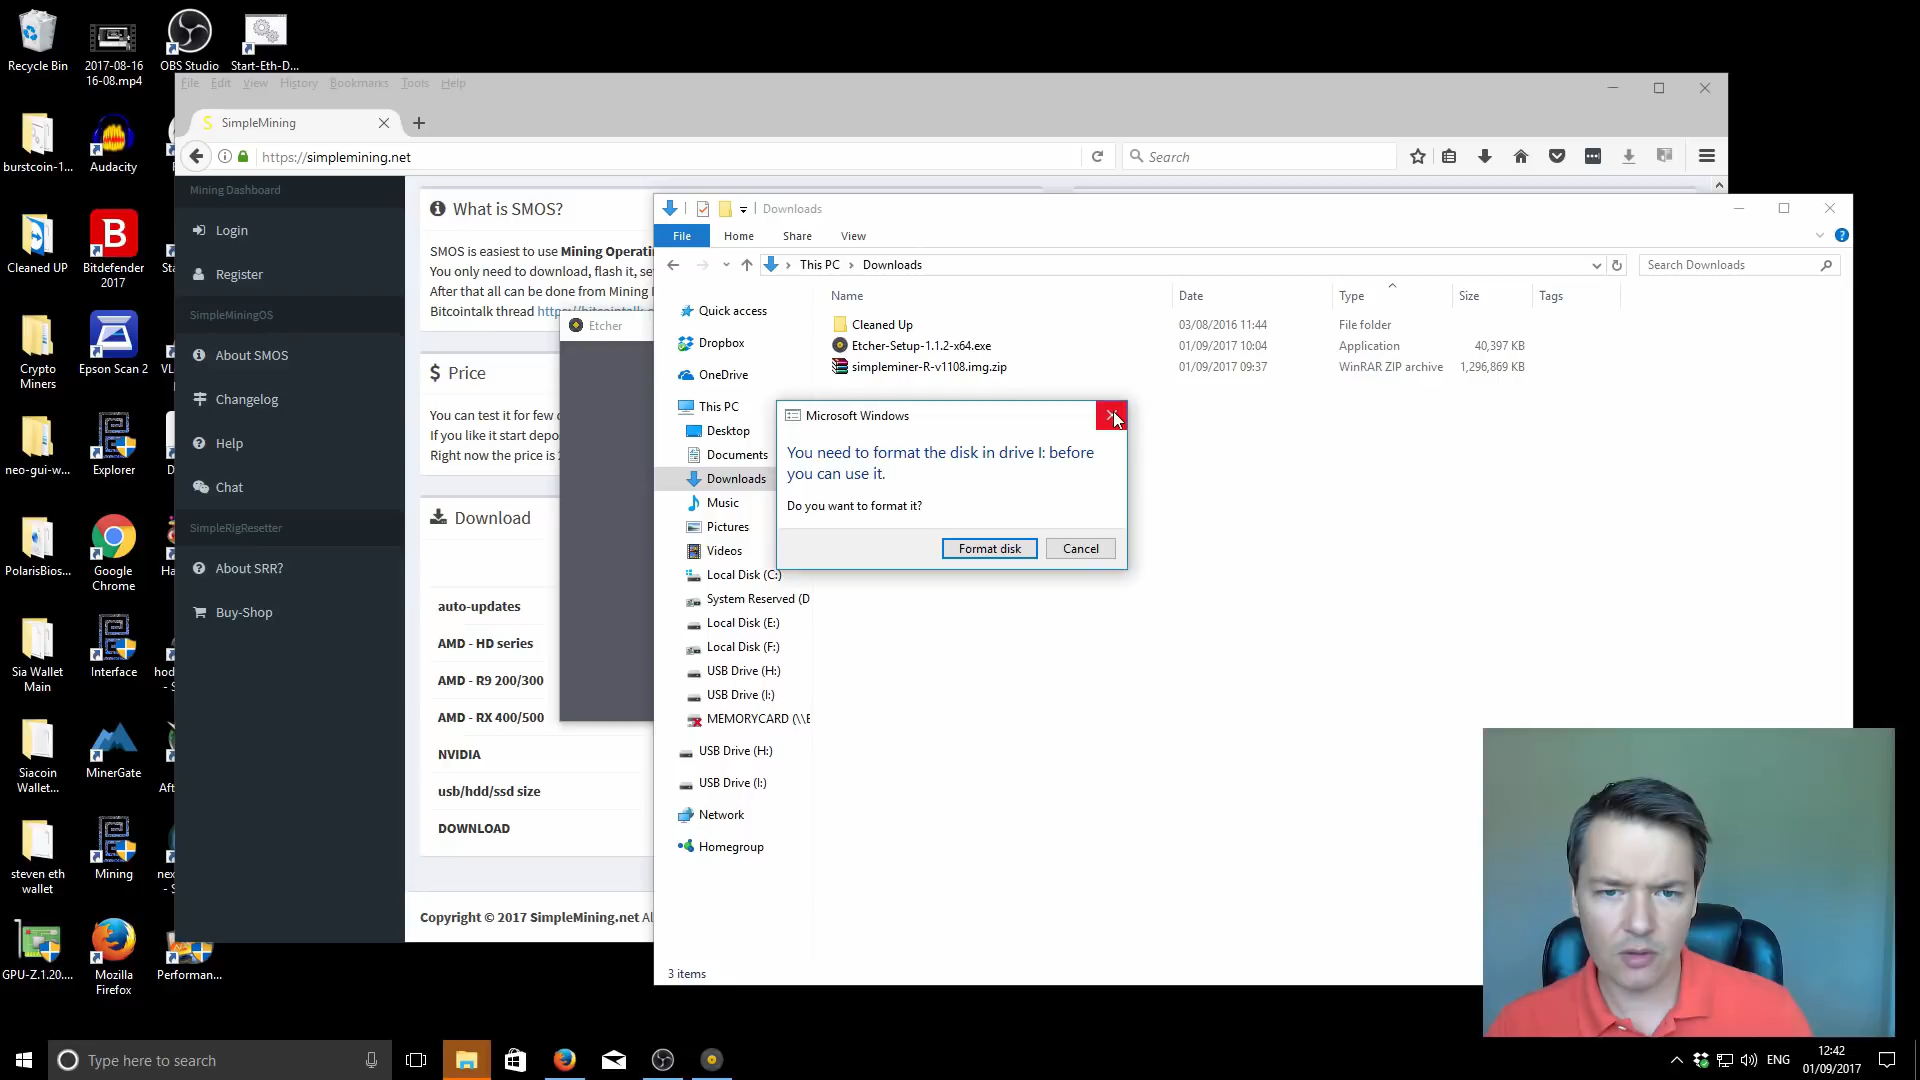 Recycle Bin
2017-08-16
16-08.mp4
OBS Studio
Start-Eth-D...
File Edit View History Bookmarks Tools Help
SimpleMining
https://simplemining.net
Search
burstcoin-1...
Audacity
Cleaned UP
Bitdefender
2017
Crypto
Miners
Epson Scan 2
neo-gui-w...
Explorer
PolarisBios...
Google
Chrome
Sia Wallet
Main
Interface
Siacoin
Wallet...
MinerGate
steven eth
wallet
Mining
GPU-Z.1.20....
Mozilla
Firefox
Performan...
Mining Dashboard
Login
Register
SimpleMiningOS
About SMOS
Changelog
Help
Chat
SimpleRigResetter
About SRR?
Buy-Shop
What is SMOS?
SMOS is easiest to use Mining Operati
You only need to download, flash it, se
After that all can be done from Mining
Bitcointalk thread
Price
You can test it for few
If you like it start depo
Right now the price is
Download
auto-updates
AMD - HD series
AMD - R9 200/300
AMD - RX 400/500
NVIDIA
usb/hdd/ssd size
DOWNLOAD
Copyright © 2017 SimpleMining.net Al
Etcher
Downloads
File Home Share View
This PC Downloads
Search Downloads
Name Date Type Size Tags
Cleaned Up 03/08/2016 11:44 File folder
Etcher-Setup-1.1.2-x64.exe 01/09/2017 10:04 Application 40,397 KB
simpleminer-R-v1108.img.zip 01/09/2017 09:37 WinRAR ZIP archive 1,296,869 KB
Quick access
Dropbox
OneDrive
This PC
Desktop
Documents
Downloads
Music
Pictures
Videos
Local Disk (C:)
System Reserved (D
Local Disk (E:)
Local Disk (F:)
USB Drive (H:)
USB Drive (I:)
MEMORYCARD (\\E
USB Drive (H:)
USB Drive (I:)
Network
Homegroup
3 items
Microsoft Windows
You need to format the disk in drive I: before
you can use it.
Do you want to format it?
Format disk
Cancel
Type here to search
ENG
12:42
01/09/2017